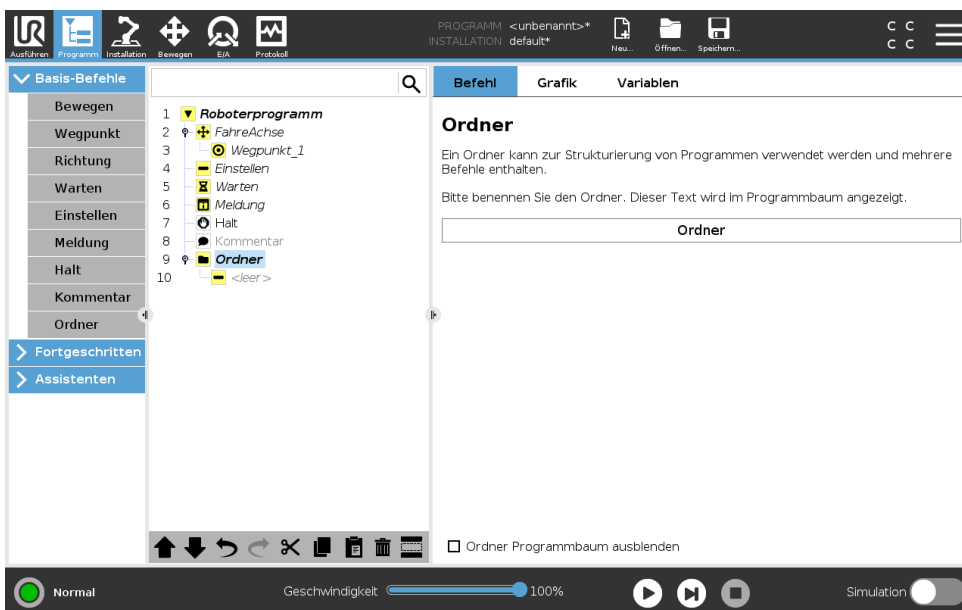 UR
Ausführen
Programm
Installation
Bewegen
E/A
Protokoll
PROGRAMM <unbenannt>*
INSTALLATION default*
Neu...
Öffnen...
Speichern...
C C
C C
Basis-Befehle
Bewegen
Wegpunkt
Richtung
Warten
Einstellen
Meldung
Halt
Kommentar
Ordner
Fortgeschritten
Assistenten
1 Roboterprogramm
2 FahreAchse
3 Wegpunkt_1
4 Einstellen
5 Warten
6 Meldung
7 Halt
8 Kommentar
9 Ordner
10 <leer>
Befehl Grafik Variablen
Ordner
Ein Ordner kann zur Strukturierung von Programmen verwendet werden und mehrere
Befehle enthalten.
Bitte benennen Sie den Ordner. Dieser Text wird im Programmbaum angezeigt.
Ordner
Ordner Programmbaum ausblenden
Normal
Geschwindigkeit 100%
Simulation